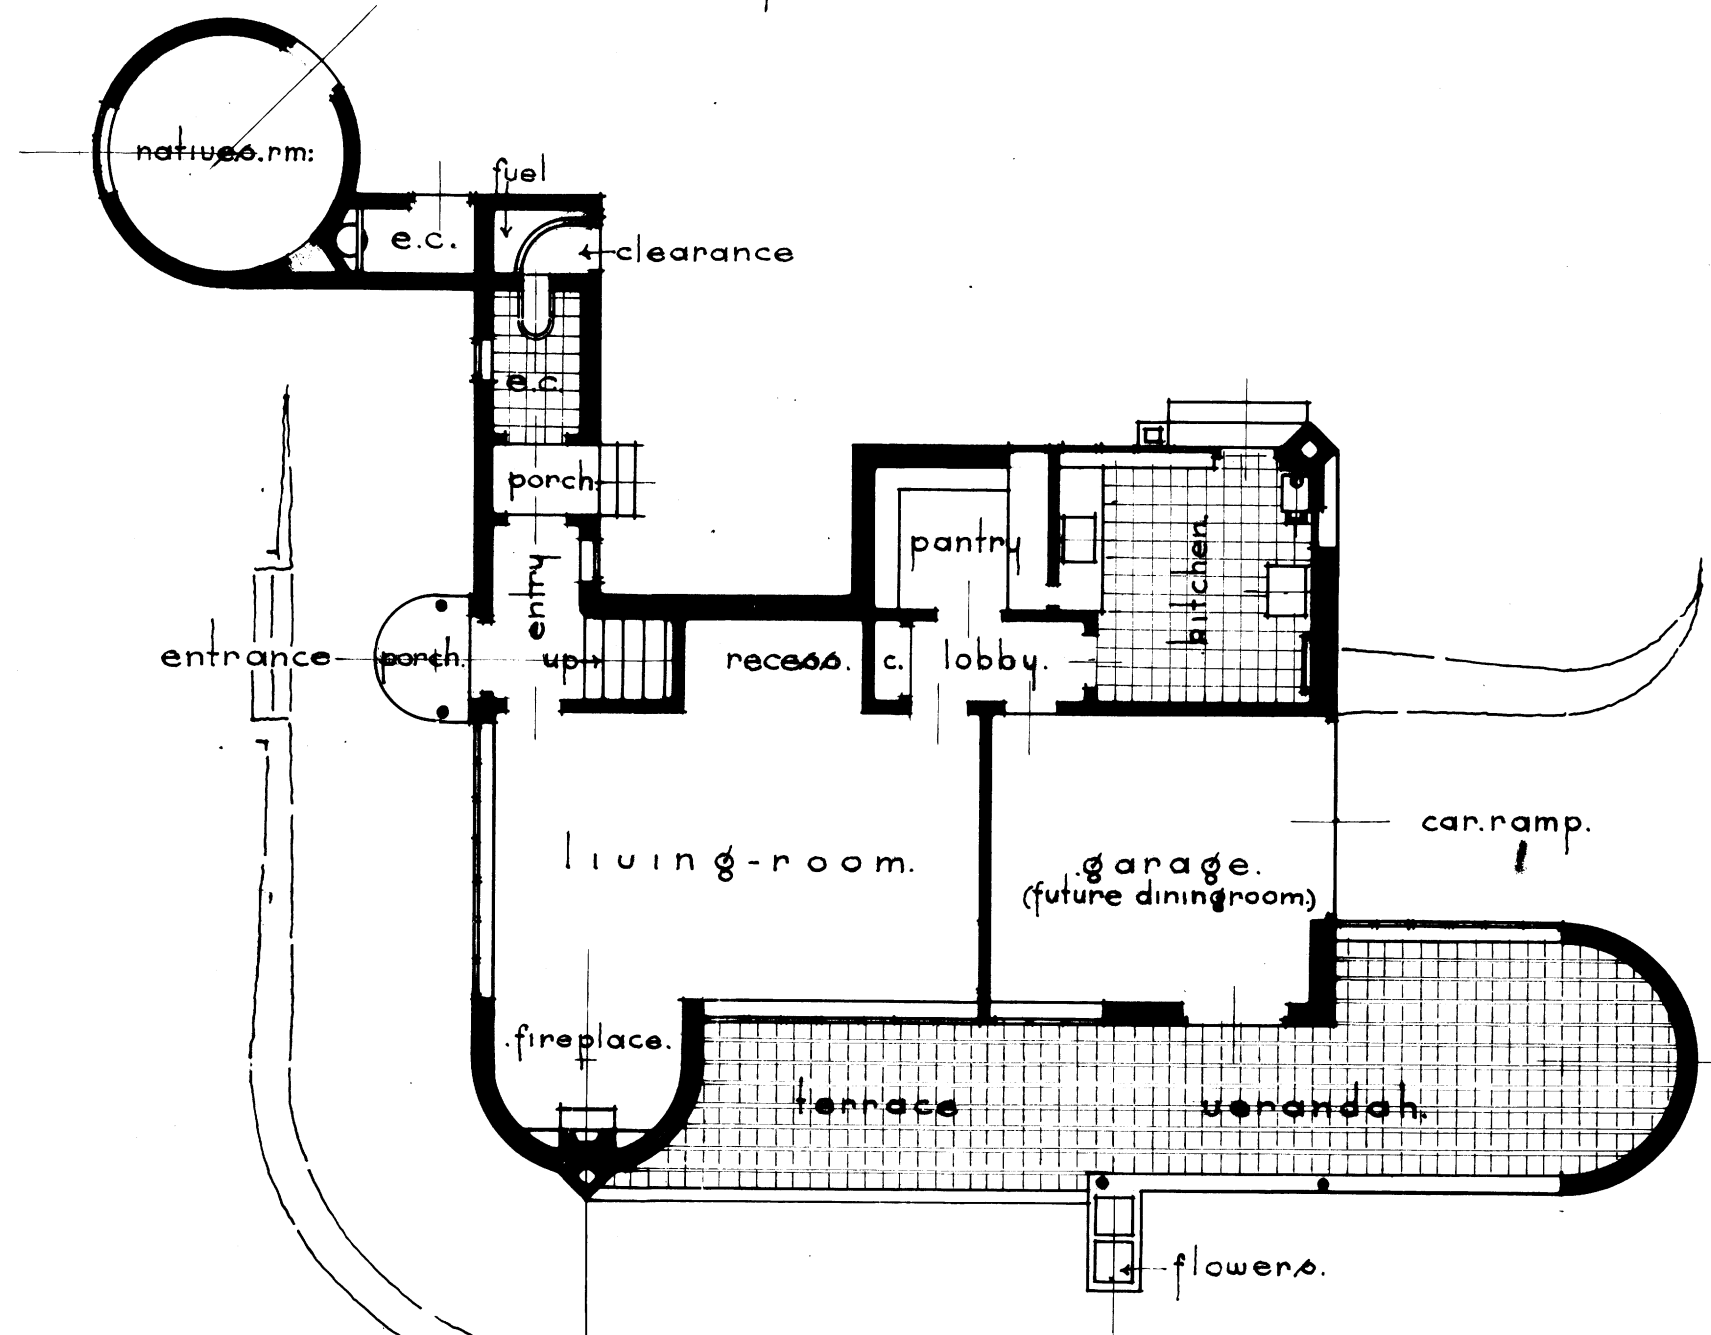 natives.rm:
fuel
e.c.
clearance
e.c.
porch.
entry
pantry
kitchen.
entrance
porch.
up
recess.
c.
lobby.
living-room.
.garage.
(future diningroom.)
car.ramp.
.fireplace.
terrace
verandah.
flowers.